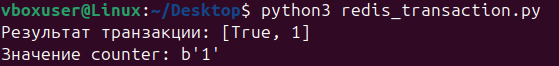 vboxuser@Linux:~/Desktop$ python3 redis_transaction.py
Результат транзакции: [True, 1]
Значение counter: b'1'